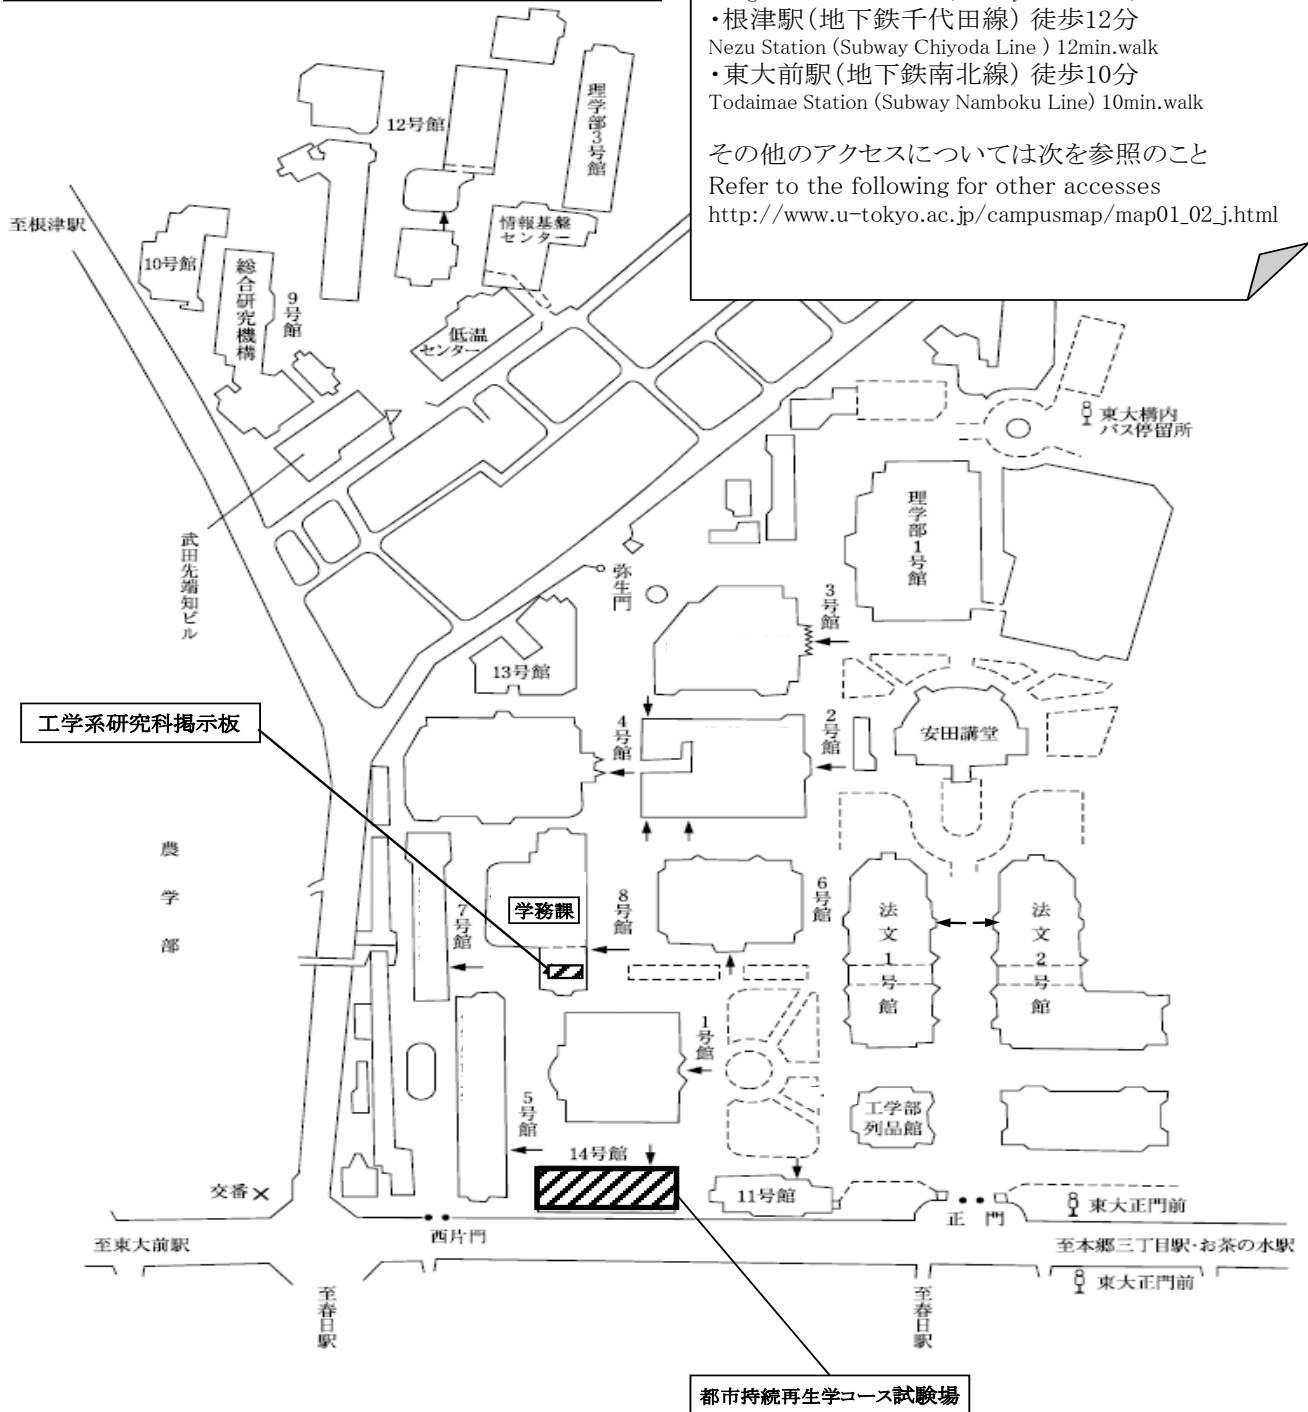 ・根津駅(地下鉄千代田線) 徒歩12分
Nezu Station (Subway Chiyoda Line ) 12min.walk
・東大前駅(地下鉄南北線) 徒歩10分
Todaimae Station (Subway Namboku Line) 10min.walk
その他のアクセスについては次を参照のこと
Refer to the following for other accesses
http://www.u-tokyo.ac.jp/campusmap/map01_02_j.html
理学部3号館
12号館
至根津駅
情報基盤
センター
10号館
総合研究機構
9号館
低温
センター
東大構内
バス停留所
理学部1号館
武田先端知ビル
弥生門
3号館
13号館
工学系研究科掲示板
4号館
2号館
安田講堂
農学部
7号館
学務課
8号館
6号館
法文1号館
法文2号館
1号館
5号館
工学部
列品館
14号館
交番
11号館
正門
東大正門前
西片門
至東大前駅
至本郷三丁目駅・お茶の水駅
東大正門前
至春日駅
至春日駅
都市持続再生学コース試験場